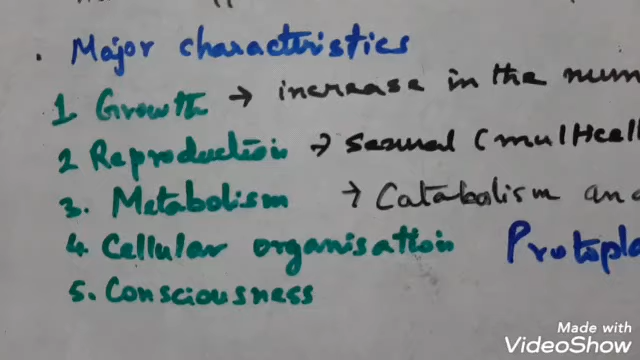 . Major characteristics
1 Growth → increase in the num
2 Reproduction → sexual (multicell
3. Metabolism → Catabolism an
4. Cellular organisation Protopla
5. Consciousness
Made with
VideoShow